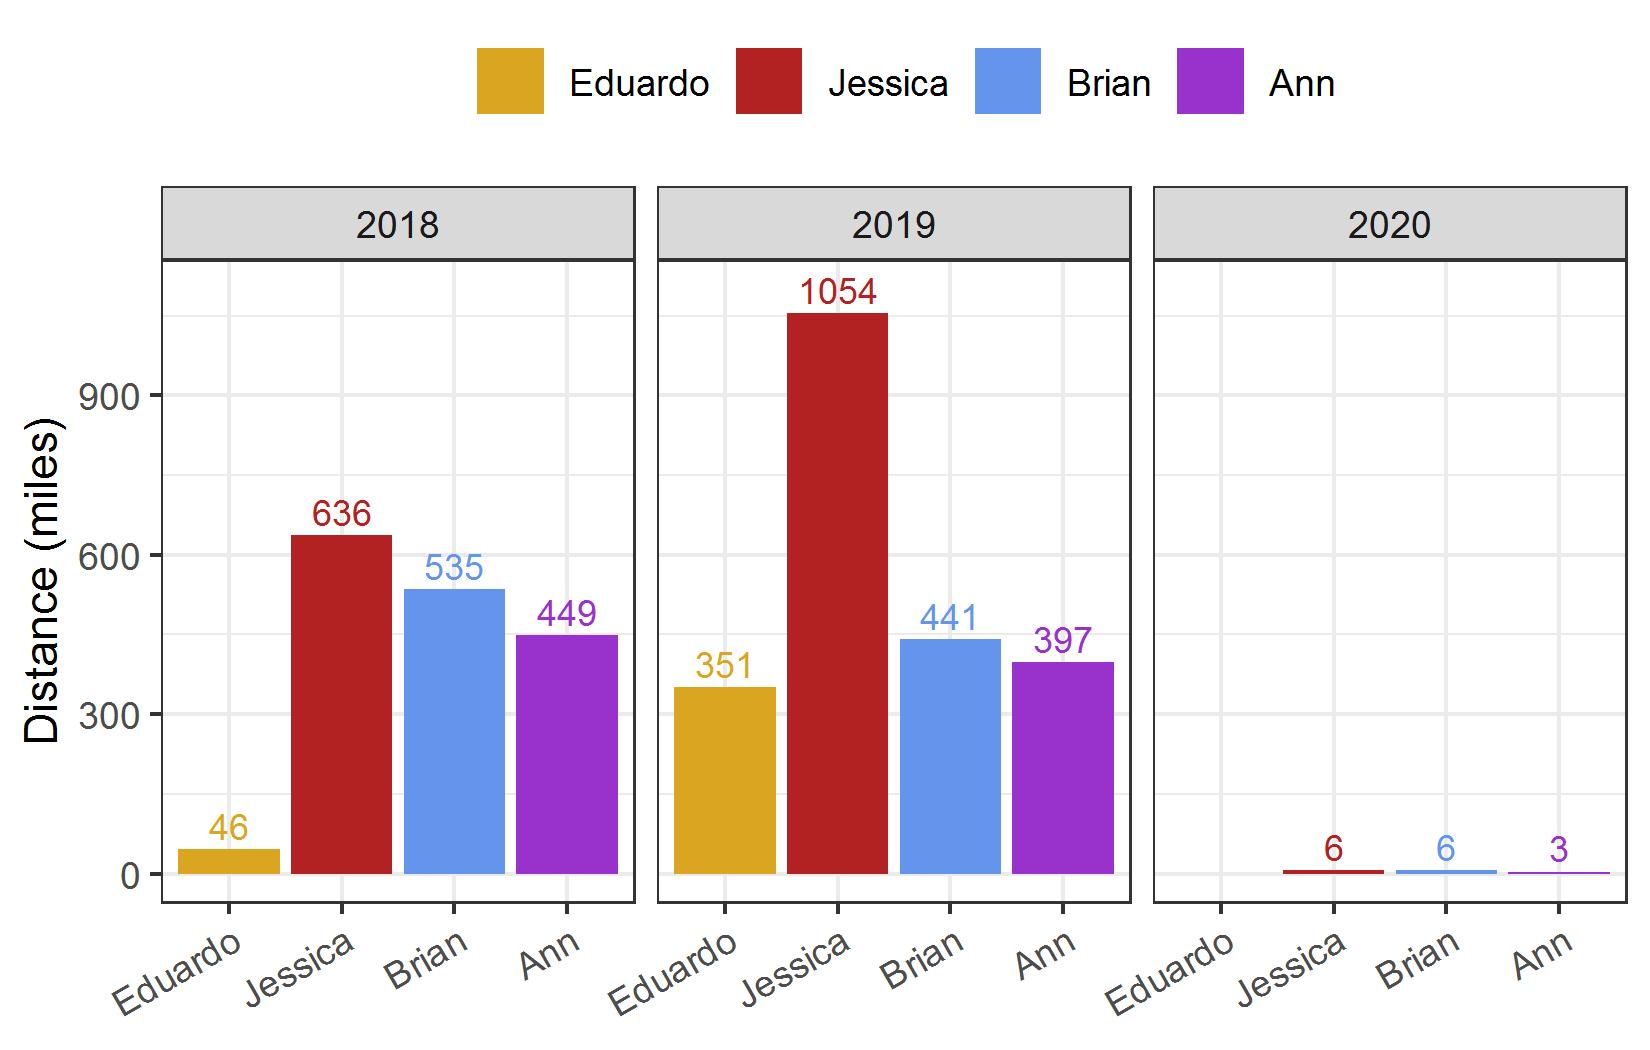 Eduardo Jessica Brian Ann
2018 2019 2020
Distance (miles)
900
600
300
0
46 636 535 449
351 1054 441 397
6 6 3
Eduardo Jessica Brian Ann
Eduardo Jessica Brian Ann
Eduardo Jessica Brian Ann